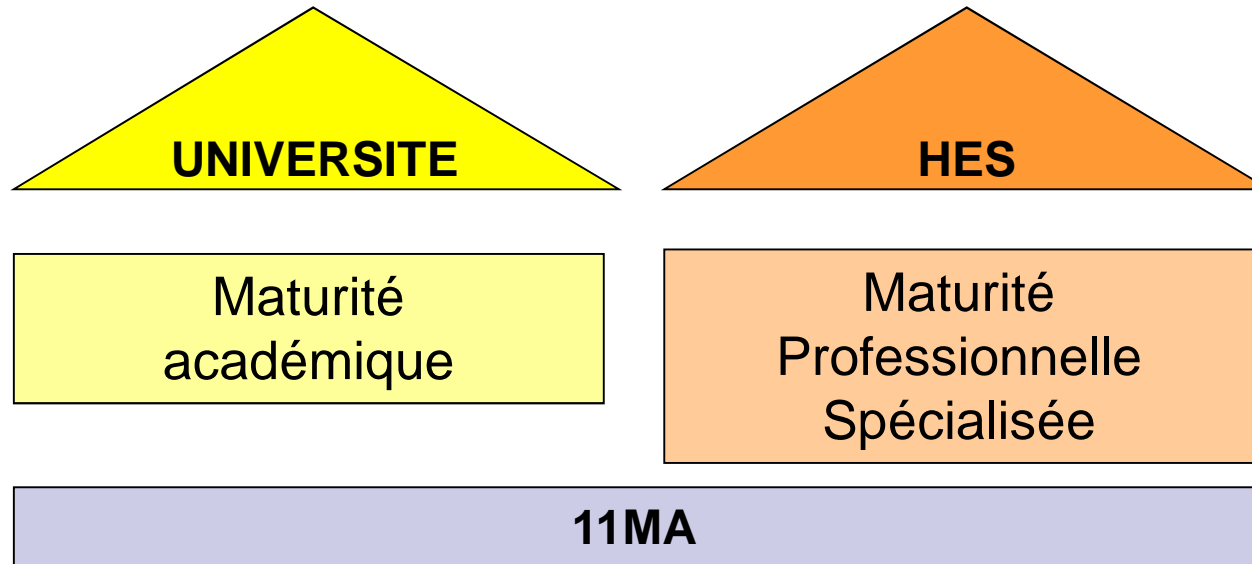 UNIVERSITE
HES
Maturité
académique
Maturité
Professionnelle
Spécialisée
11MA